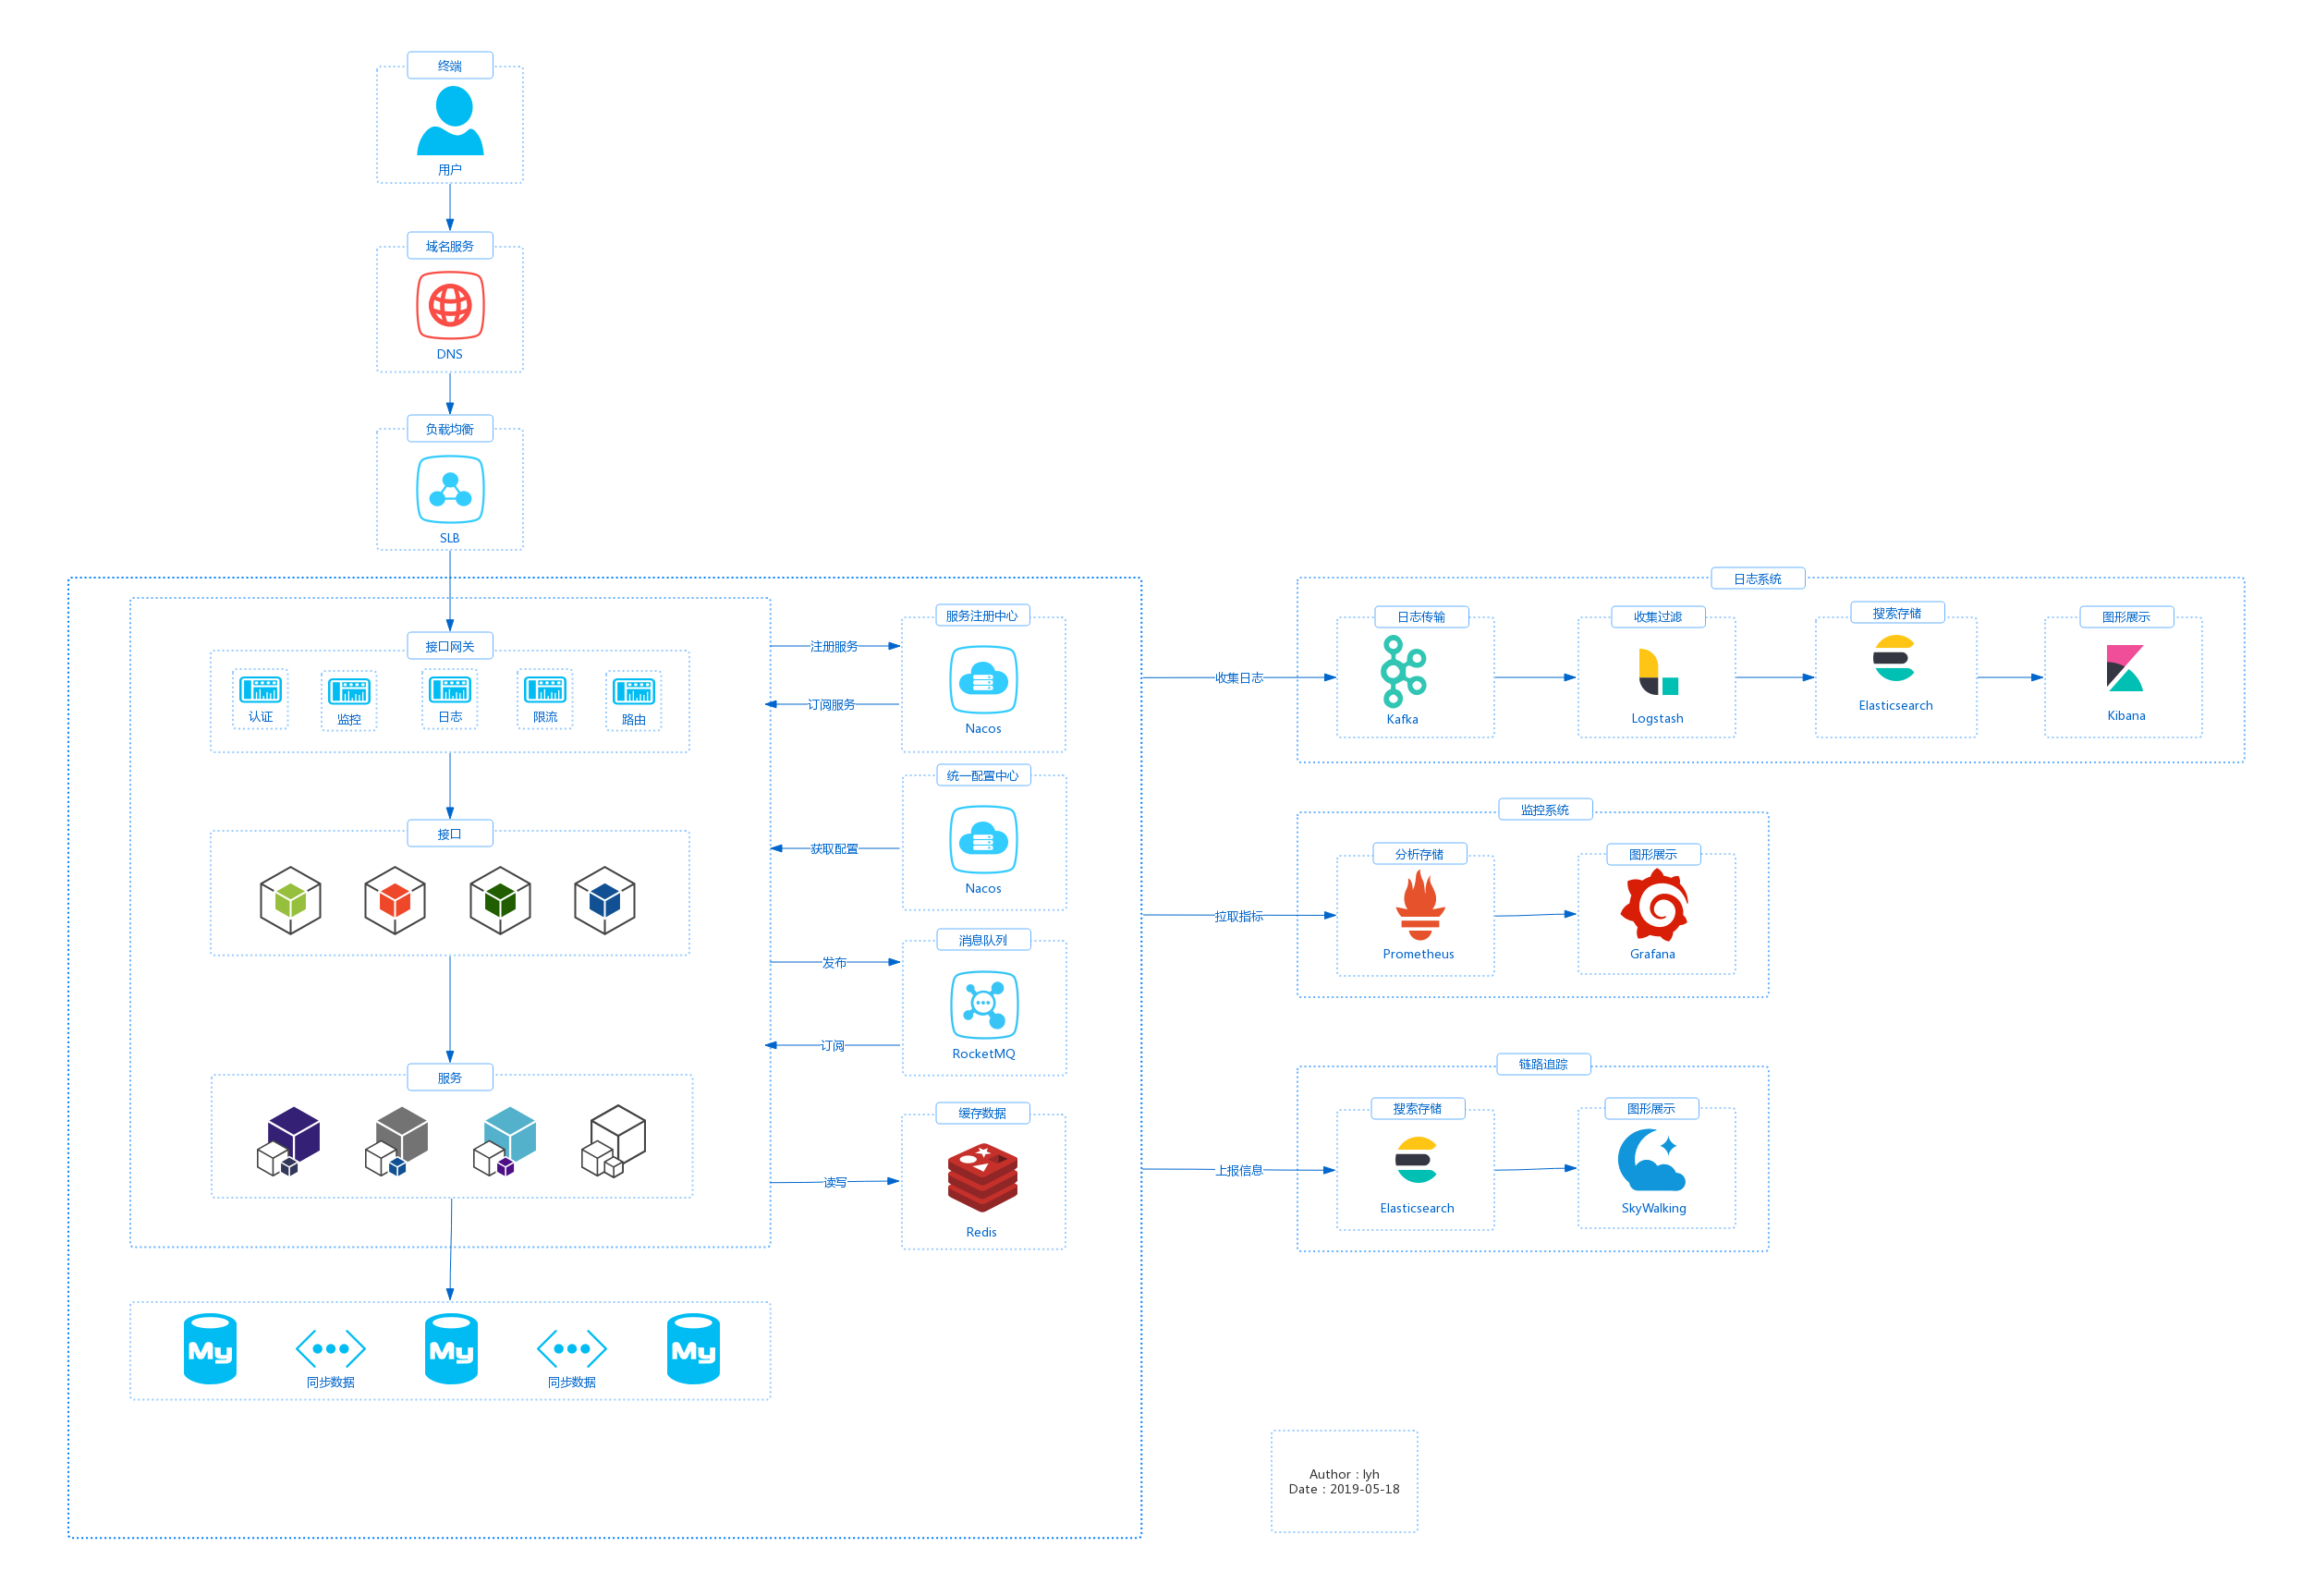 终端
用户
域名服务
DNS
负载均衡
SLB
接口网关
认证
监控
日志
限流
路由
接口
服务
My
同步数据
My
同步数据
My
注册服务
订阅服务
获取配置
发布
订阅
读写
服务注册中心
Nacos
统一配置中心
Nacos
消息队列
RocketMQ
缓存数据
Redis
收集日志
拉取指标
上报信息
日志系统
日志传输
Kafka
收集过滤
Logstash
搜索存储
Elasticsearch
图形展示
Kibana
监控系统
分析存储
Prometheus
图形展示
Grafana
链路追踪
搜索存储
Elasticsearch
图形展示
SkyWalking
Author：lyh
Date：2019-05-18